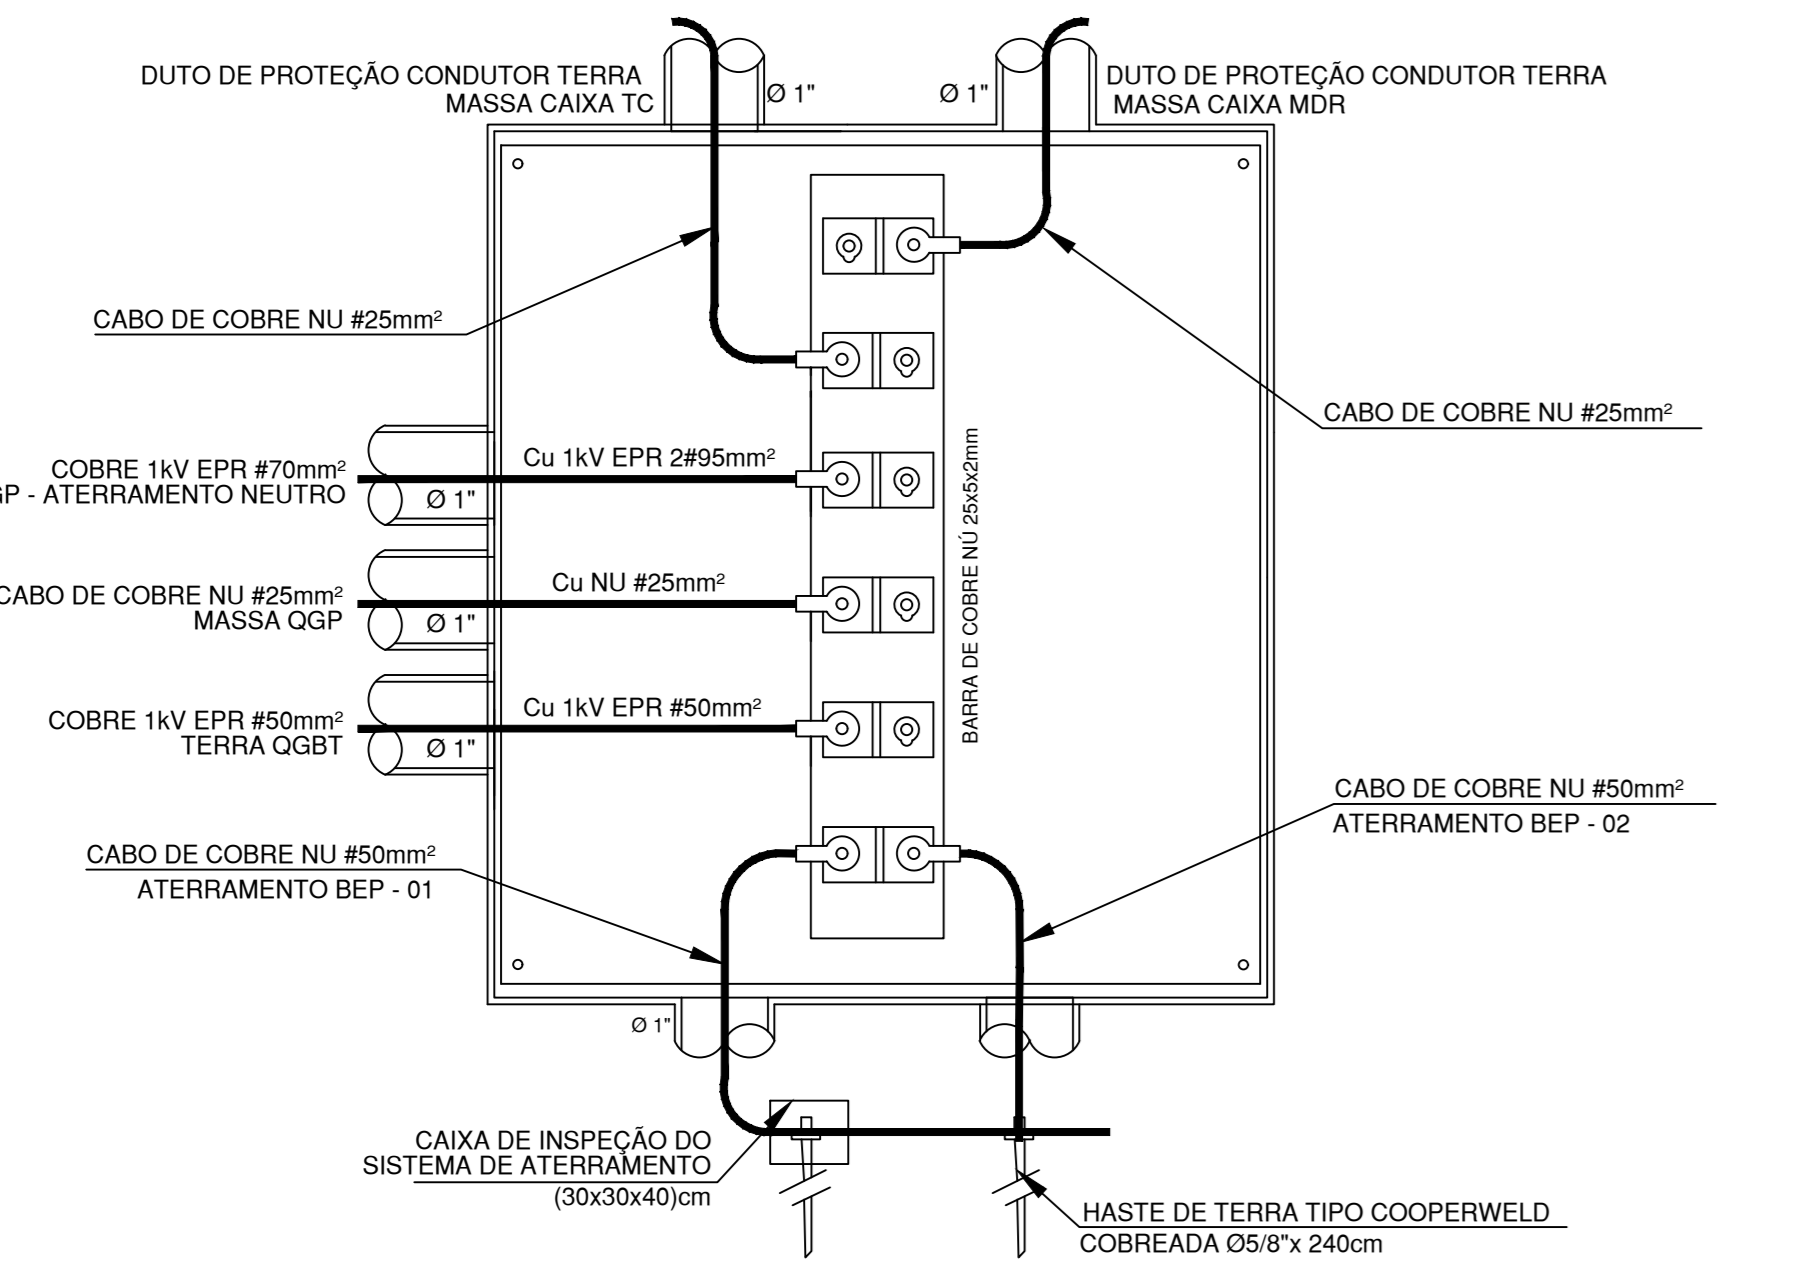 DUTO DE PROTEÇÃO CONDUTOR TERRA
MASSA CAIXA TC
Ø 1"
Ø 1"
DUTO DE PROTEÇÃO CONDUTOR TERRA
MASSA CAIXA MDR
CABO DE COBRE NU #25mm²
CABO DE COBRE NU #25mm²
COBRE 1kV EPR #70mm²
GP - ATERRAMENTO NEUTRO
Ø 1"
Cu 1kV EPR 2#95mm²
BARRA DE COBRE NÚ 25x5x2mm
CABO DE COBRE NU #25mm²
MASSA QGP
Ø 1"
Cu NU #25mm²
COBRE 1kV EPR #50mm²
TERRA QGBT
Ø 1"
Cu 1kV EPR #50mm²
CABO DE COBRE NU #50mm²
ATERRAMENTO BEP - 02
CABO DE COBRE NU #50mm²
ATERRAMENTO BEP - 01
Ø 1"
CAIXA DE INSPEÇÃO DO
SISTEMA DE ATERRAMENTO
(30x30x40)cm
HASTE DE TERRA TIPO COOPERWELD
COBREADA Ø5/8"x 240cm